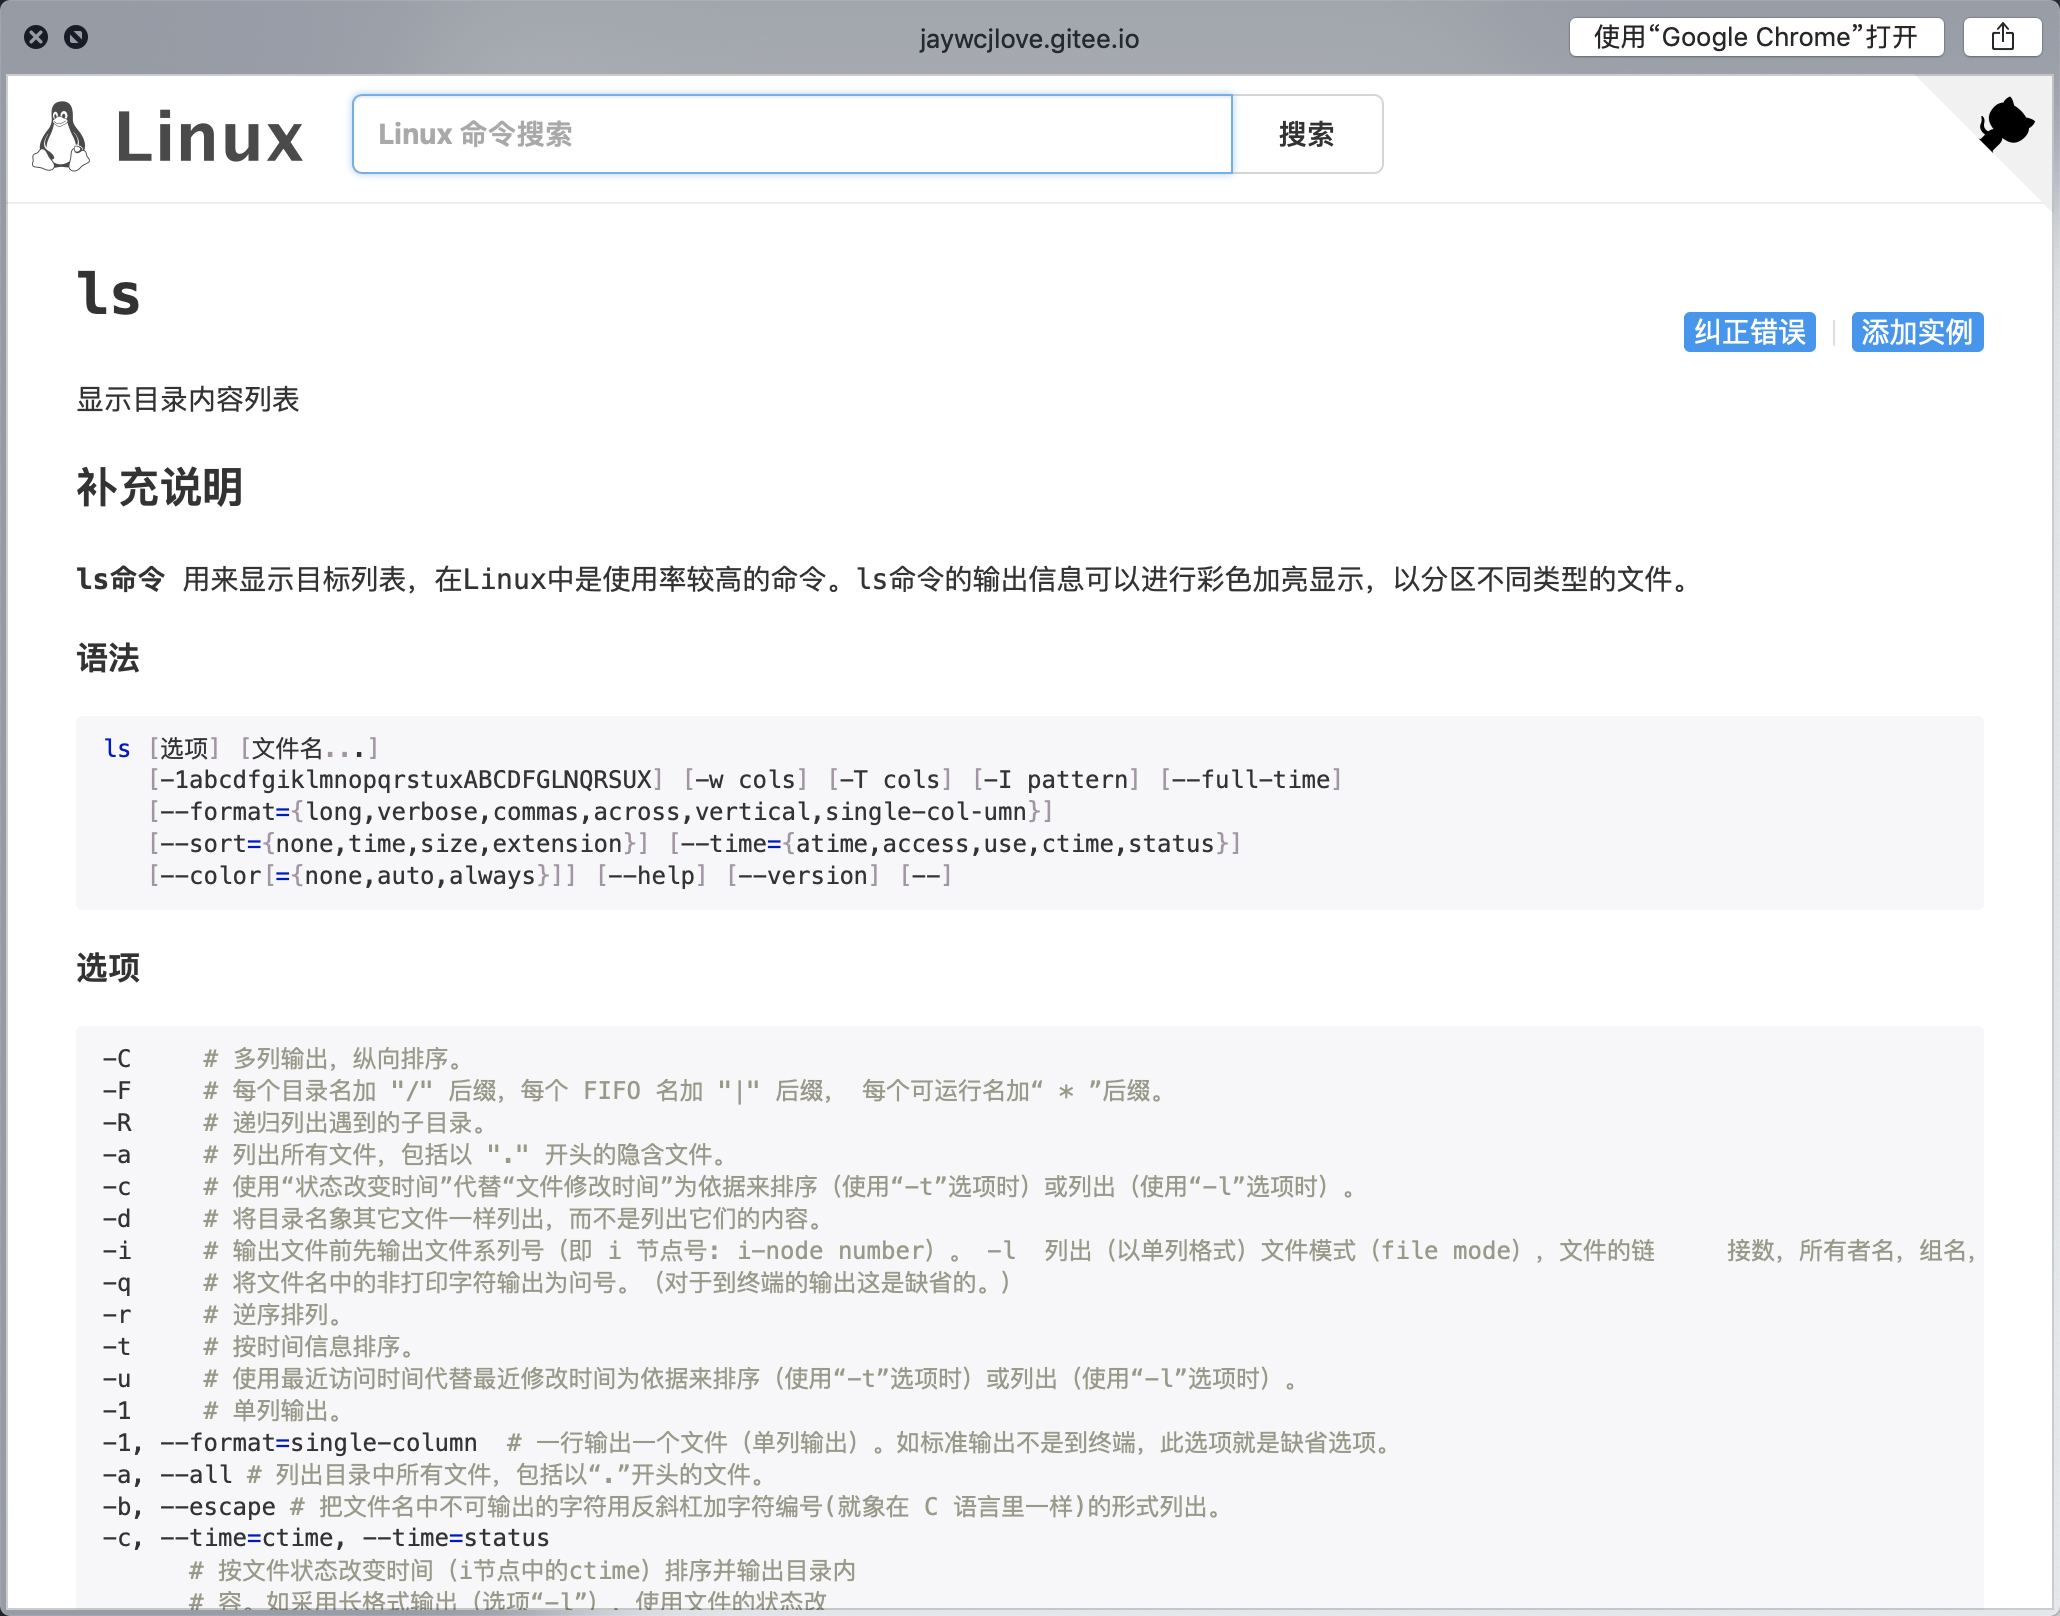 jaywcjlove.gitee.io
使用“Google Chrome”打开
Linux
Linux 命令搜索
搜索
ls
纠正错误
添加实例
显示目录内容列表
补充说明
ls命令 用来显示目标列表，在Linux中是使用率较高的命令。ls命令的输出信息可以进行彩色加亮显示，以分区不同类型的文件。
语法
ls [选项] [文件名...]
[-1abcdfgiklmnopqrstuxABCDFGLNQRSUX] [-w cols] [-T cols] [-I pattern] [--full-time]
[--format={long,verbose,commas,across,vertical,single-col-umn}]
[--sort={none,time,size,extension}] [--time={atime,access,use,ctime,status}]
[--color[={none,auto,always}]] [--help] [--version] [--]
选项
-C # 多列输出，纵向排序。
-F # 每个目录名加 "/" 后缀，每个 FIFO 名加 "|" 后缀， 每个可运行名加“ * ”后缀。
-R # 递归列出遇到的子目录。
-a # 列出所有文件，包括以 "." 开头的隐含文件。
-c # 使用“状态改变时间”代替“文件修改时间”为依据来排序（使用“-t”选项时）或列出（使用“-l”选项时）。
-d # 将目录名象其它文件一样列出，而不是列出它们的内容。
-i # 输出文件前先输出文件系列号（即 i 节点号: i-node number）。 -l 列出（以单列格式）文件模式（file mode），文件的链 接数，所有者名，组名，
-q # 将文件名中的非打印字符输出为问号。（对于到终端的输出这是缺省的。）
-r # 逆序排列。
-t # 按时间信息排序。
-u # 使用最近访问时间代替最近修改时间为依据来排序（使用“-t”选项时）或列出（使用“-l”选项时）。
-1 # 单列输出。
-1, --format=single-column # 一行输出一个文件（单列输出）。如标准输出不是到终端，此选项就是缺省选项。
-a, --all # 列出目录中所有文件，包括以“.”开头的文件。
-b, --escape # 把文件名中不可输出的字符用反斜杠加字符编号(就象在 C 语言里一样)的形式列出。
-c, --time=ctime, --time=status
# 按文件状态改变时间（i节点中的ctime）排序并输出目录内
# 容。如采用长格式输出（选项“-l”），使用文件的状态改